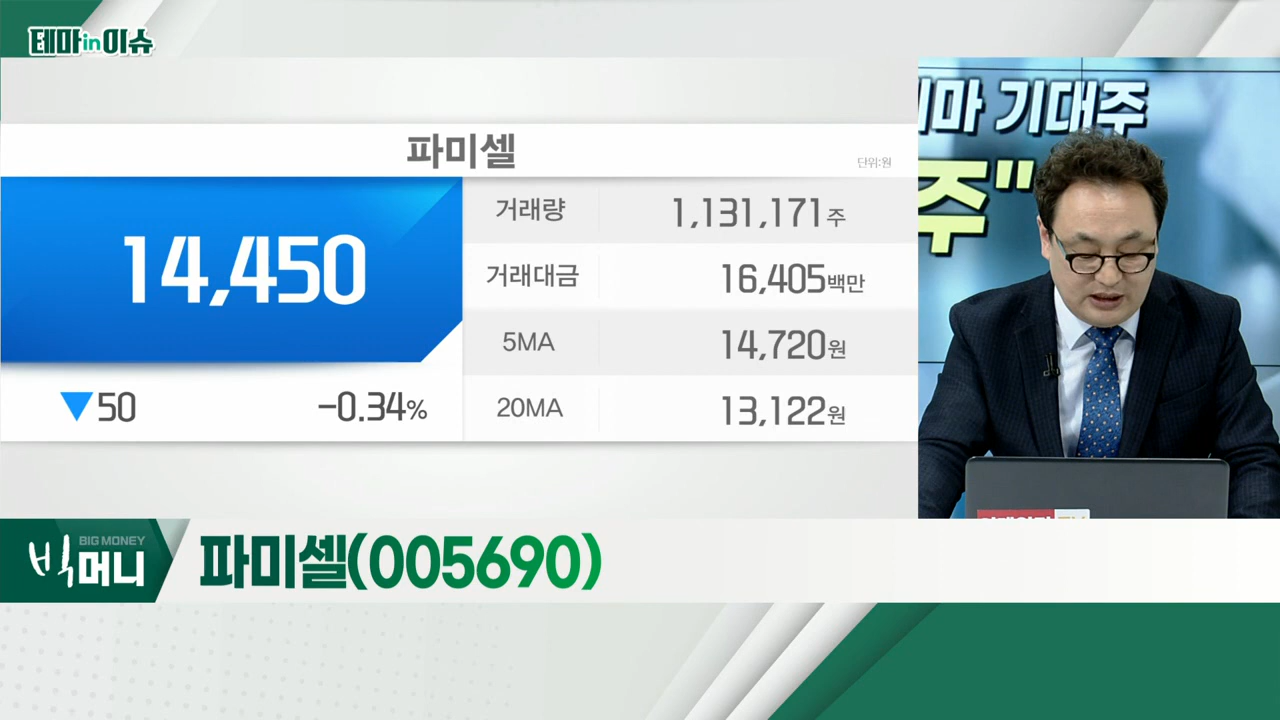 테마in이슈
마 기대주
주"
파미셀
단위:원
14,450
▼50 -0.34%
거래량 1,131,171주
거래대금 16,405백만
5MA 14,720원
20MA 13,122원
BIG MONEY
빅머니
파미셀(005690)